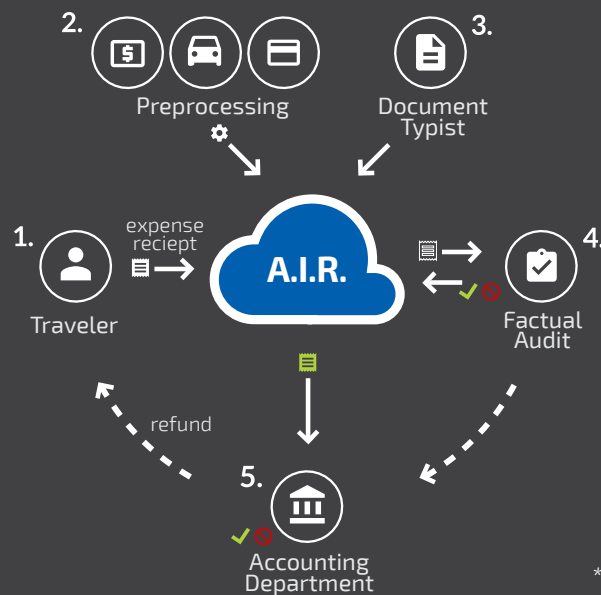 2.
3.
Preprocessing
Document
Typist
1.
expense
reciept
A.I.R.
4.
Traveler
Factual
Audit
refund
5.
Accounting
Department
*